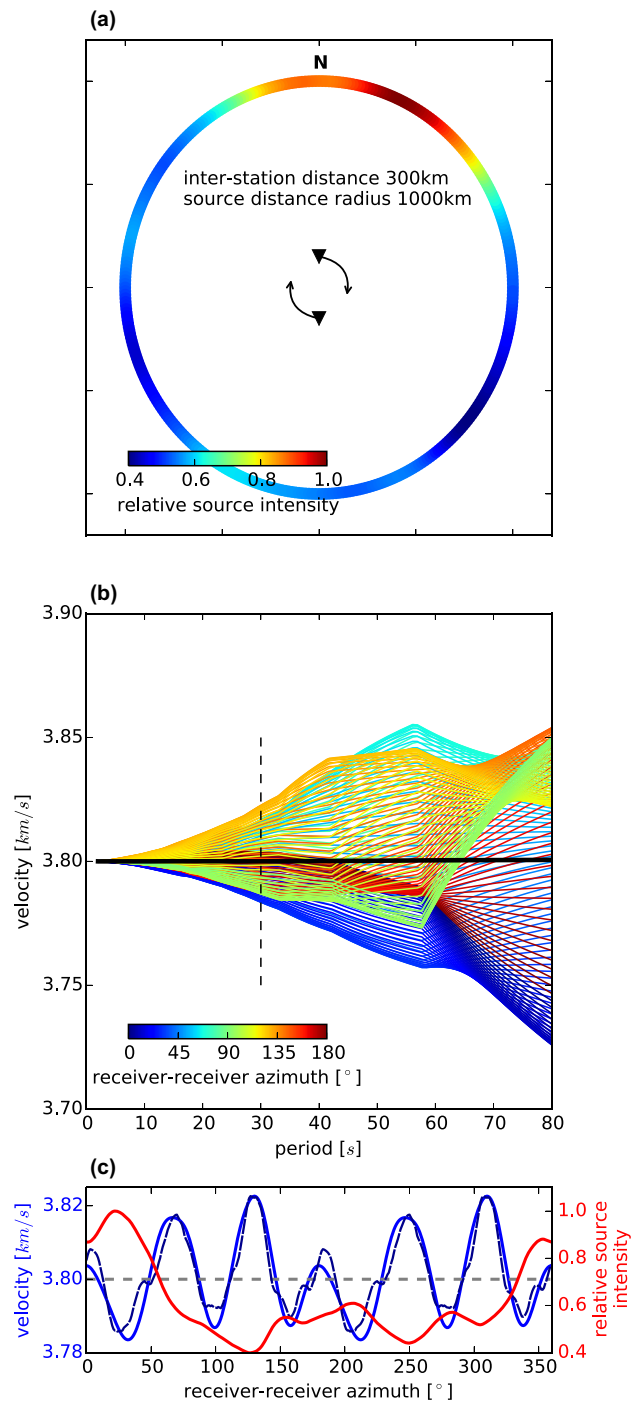 (a)
N
inter-station distance 300km
source distance radius 1000km
0.4 0.6 0.8 1.0
relative source intensity
(b)
3.90
3.85
3.80
3.75
3.70
velocity [km/s]
0 45 90 135 180
receiver-receiver azimuth [°]
0 10 20 30 40 50 60 70 80
period [s]
(c)
3.82
3.80
3.78
velocity [km/s]
1.0
0.8
0.6
0.4
relative source
intensity
0 50 100 150 200 250 300 350
receiver-receiver azimuth [°]